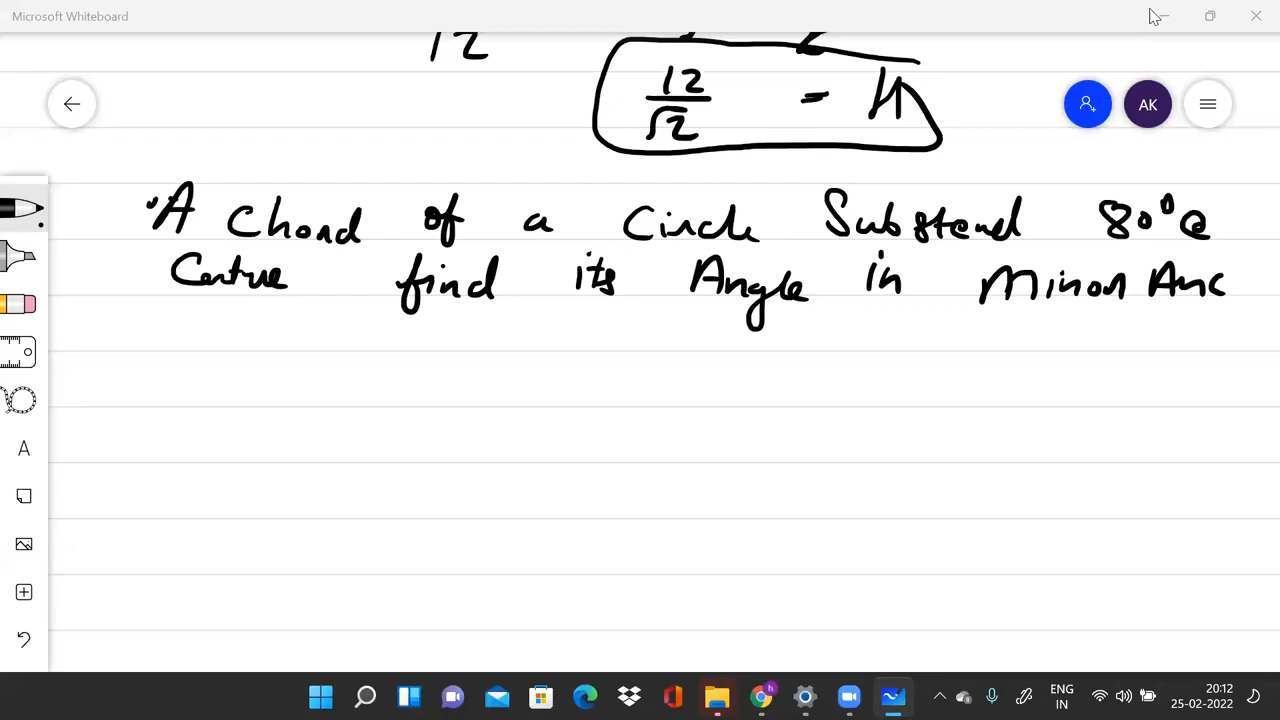 Microsoft Whiteboard
12
12/√2 = H
AK
A Chord of a Circle Substend 80° @
Centre find its Angle in Minor Arc
A
h
ENG
IN
20:12
25-02-2022